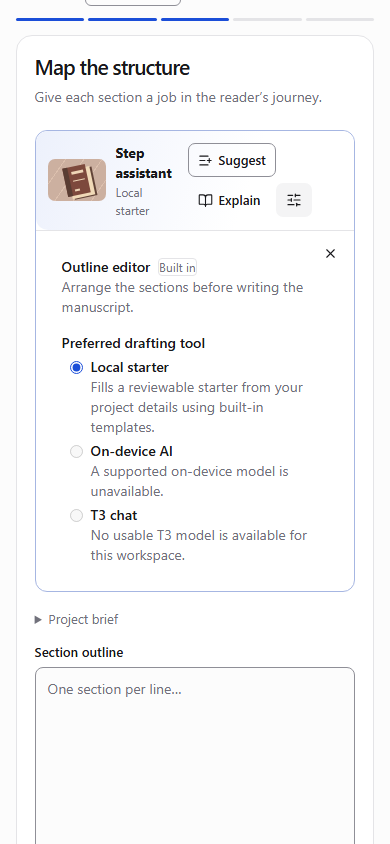 Map the structure
Give each section a job in the reader’s journey.
Step
assistant
Local
starter
Suggest
Explain
Outline editor Built in
Arrange the sections before writing the
manuscript.
Preferred drafting tool
Local starter
Fills a reviewable starter from your
project details using built-in
templates.
On-device AI
A supported on-device model is
unavailable.
T3 chat
No usable T3 model is available for
this workspace.
Project brief
Section outline
One section per line...